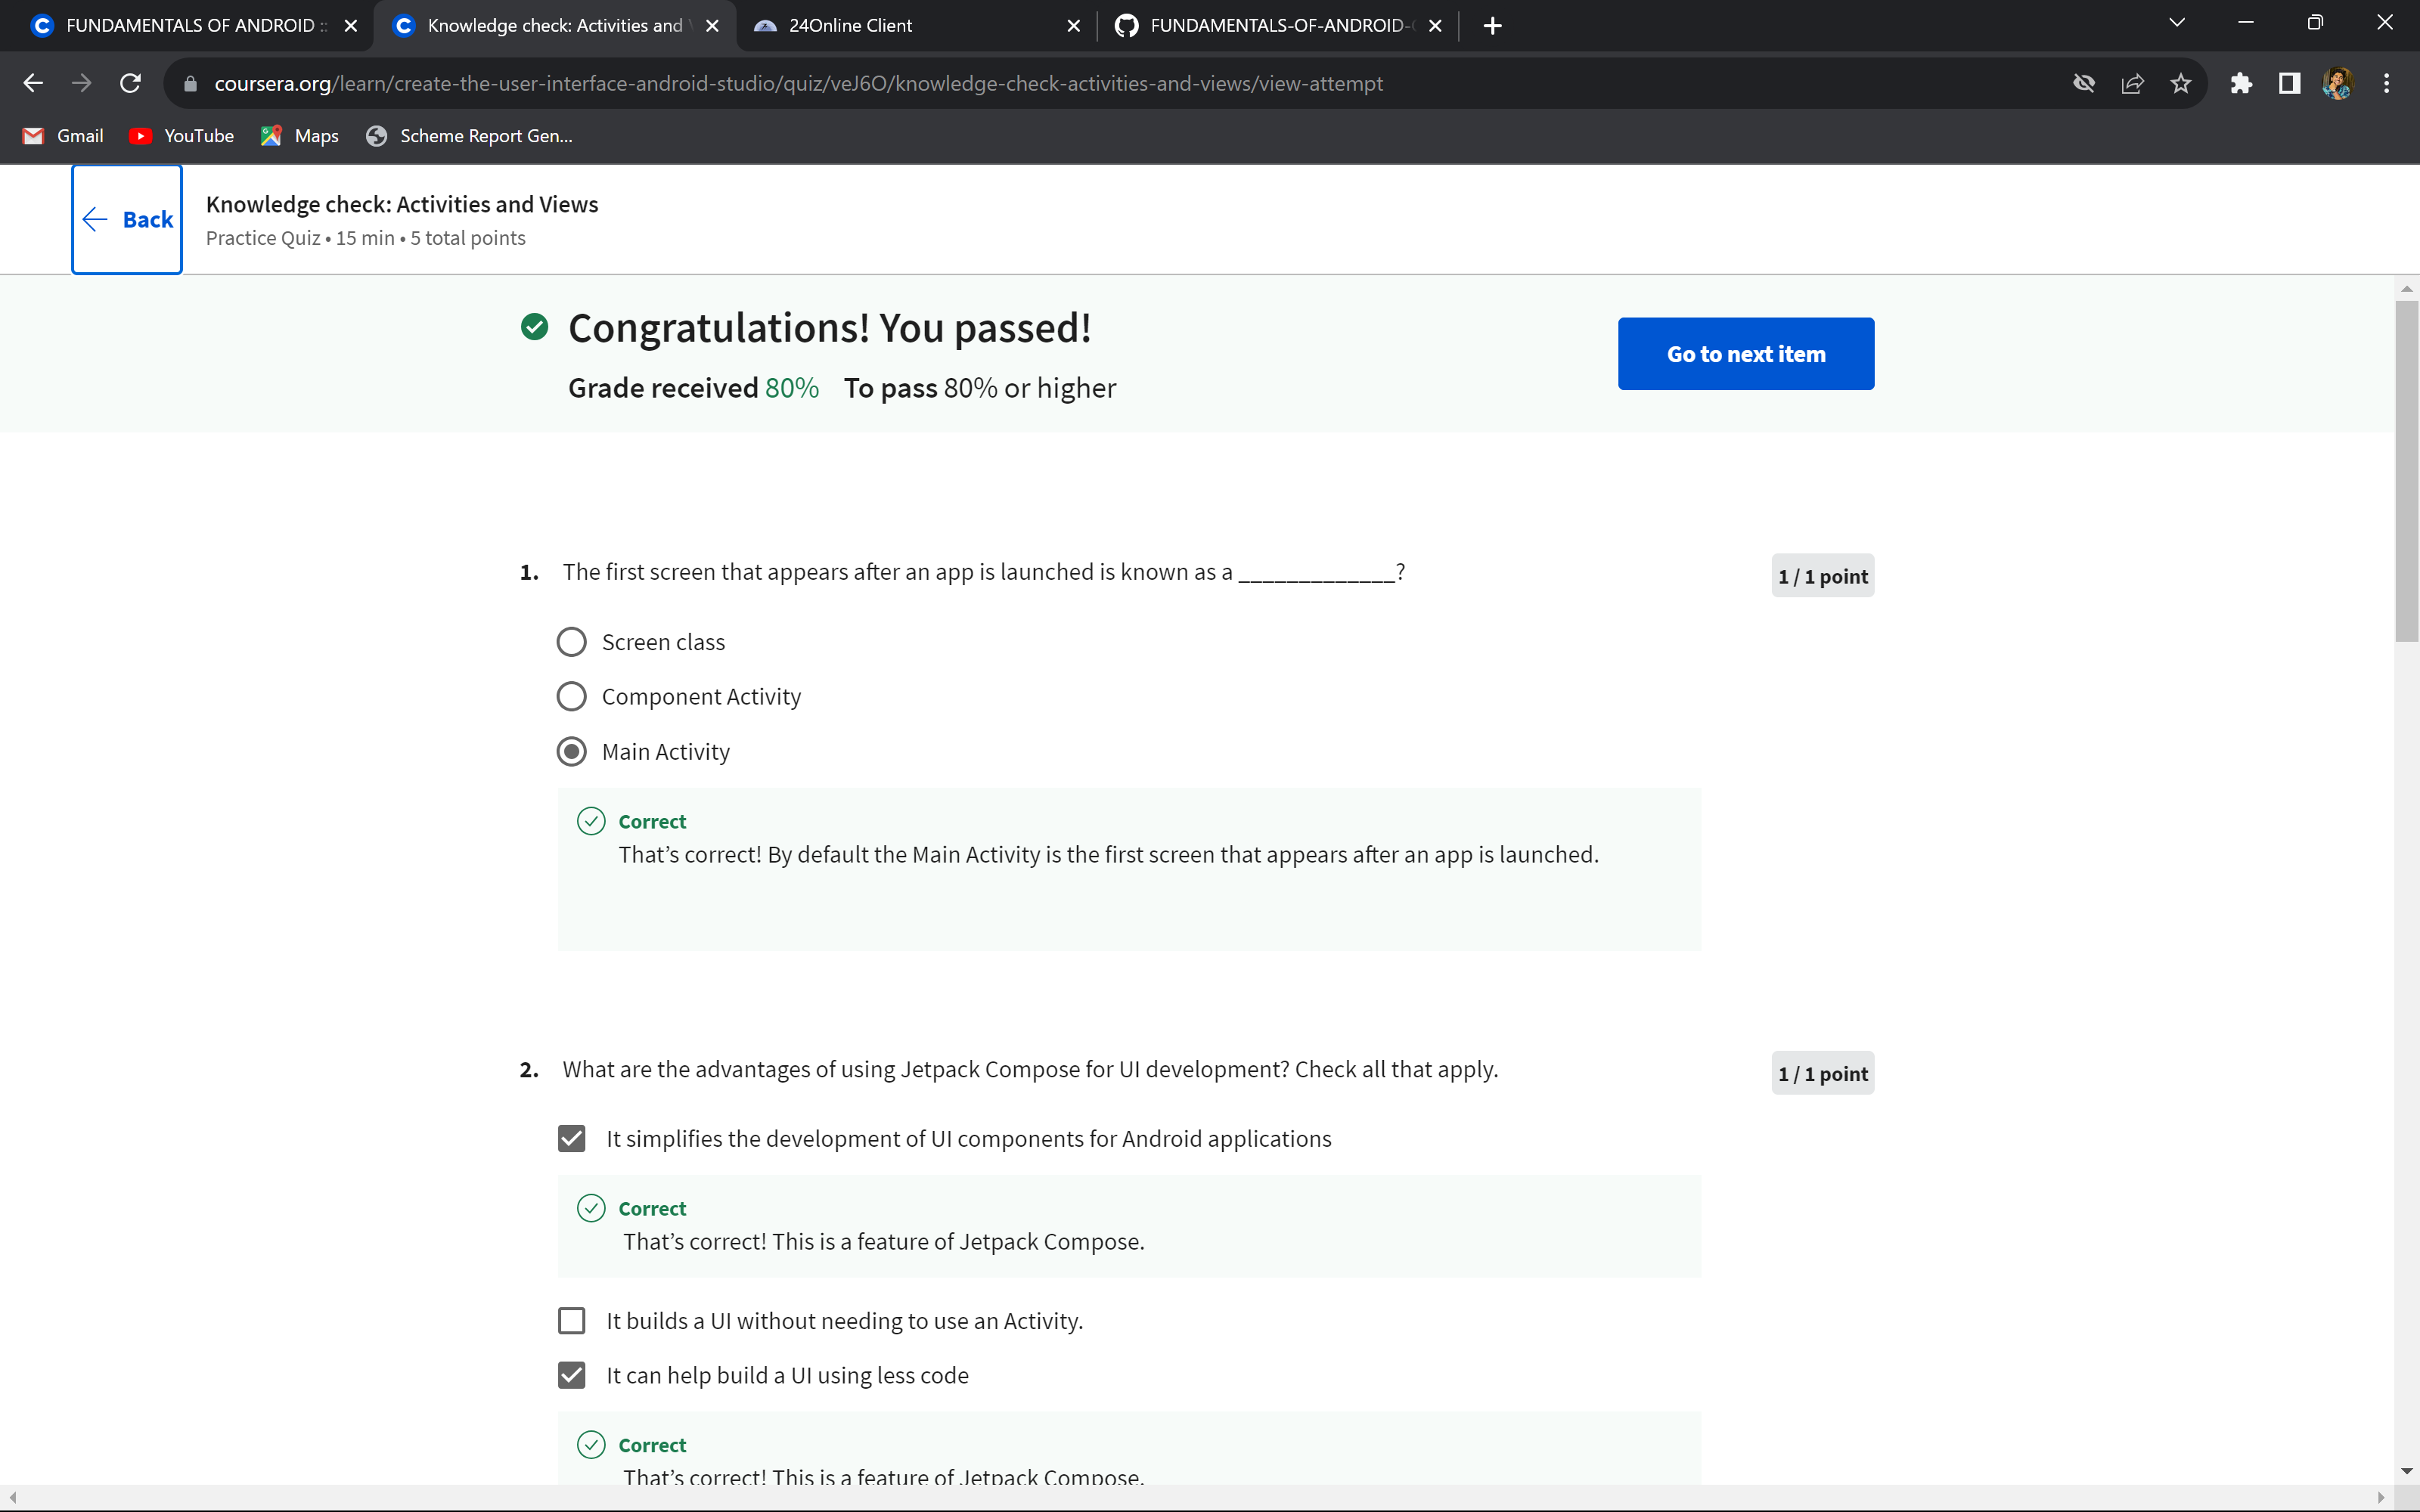 FUNDAMENTALS OF ANDROID ::
Knowledge check: Activities and
24Online Client
FUNDAMENTALS-OF-ANDROID-
coursera.org/learn/create-the-user-interface-android-studio/quiz/veJ6O/knowledge-check-activities-and-views/view-attempt
Gmail
YouTube
Maps
Scheme Report Gen...
Back
Knowledge check: Activities and Views
Practice Quiz • 15 min • 5 total points
Congratulations! You passed!
Grade received 80% To pass 80% or higher
Go to next item
1. The first screen that appears after an app is launched is known as a _____________?
1 / 1 point
Screen class
Component Activity
Main Activity
Correct
That’s correct! By default the Main Activity is the first screen that appears after an app is launched.
2. What are the advantages of using Jetpack Compose for UI development? Check all that apply.
1 / 1 point
It simplifies the development of UI components for Android applications
Correct
That’s correct! This is a feature of Jetpack Compose.
It builds a UI without needing to use an Activity.
It can help build a UI using less code
Correct
That’s correct! This is a feature of Jetpack Compose.